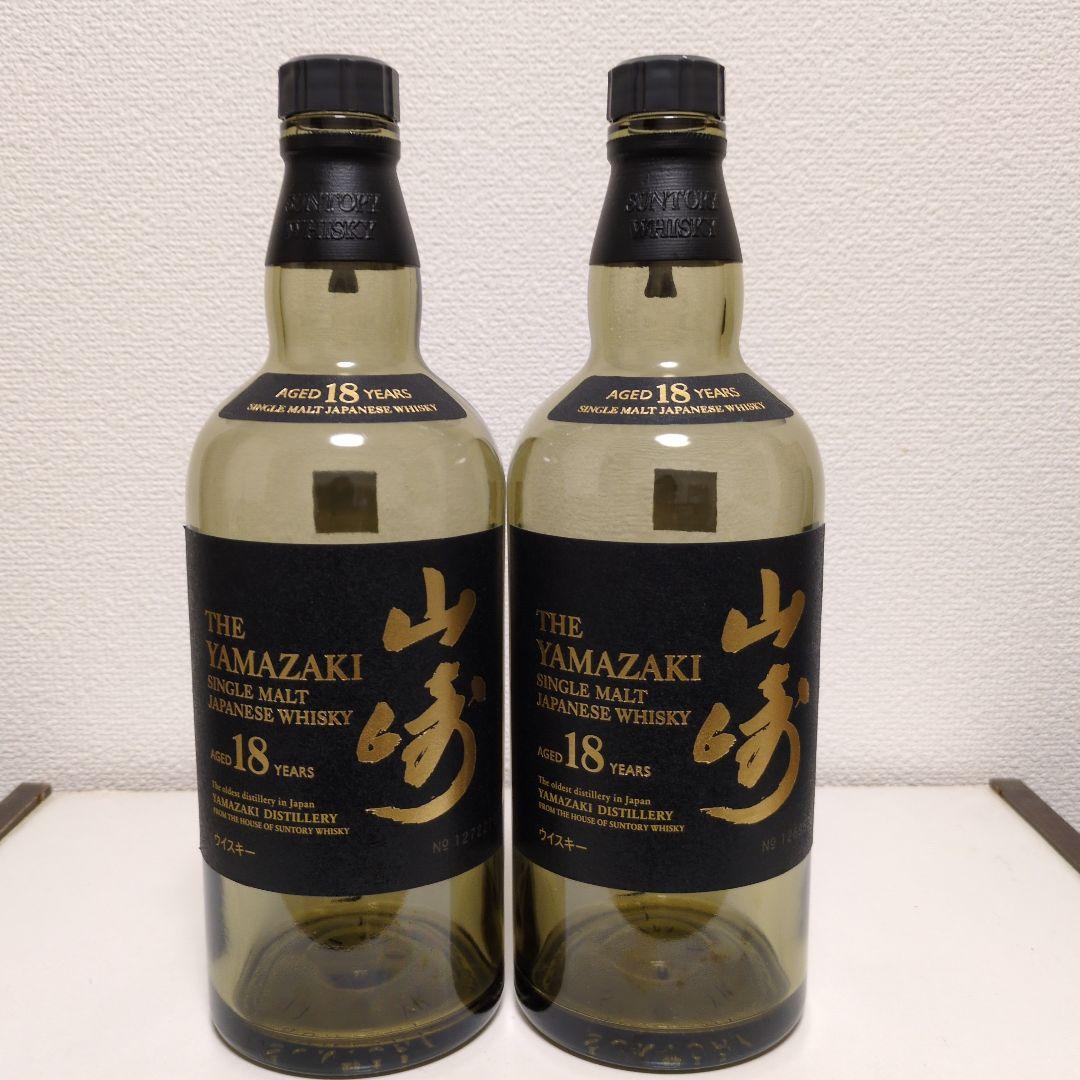 SUNTORY
WHISKY
AGED 18 YEARS
SINGLE MALT JAPANESE WHISKY
THE
YAMAZAKI
SINGLE MALT
JAPANESE WHISKY
AGED 18 YEARS
The oldest distillery in Japan
YAMAZAKI DISTILLERY
FROM THE HOUSE OF SUNTORY WHISKY
ウイスキー
山崎
SUNTORY
WHISKY
AGED 18 YEARS
SINGLE MALT JAPANESE WHISKY
THE
YAMAZAKI
SINGLE MALT
JAPANESE WHISKY
AGED 18 YEARS
The oldest distillery in Japan
YAMAZAKI DISTILLERY
FROM THE HOUSE OF SUNTORY WHISKY
ウイスキー
山崎